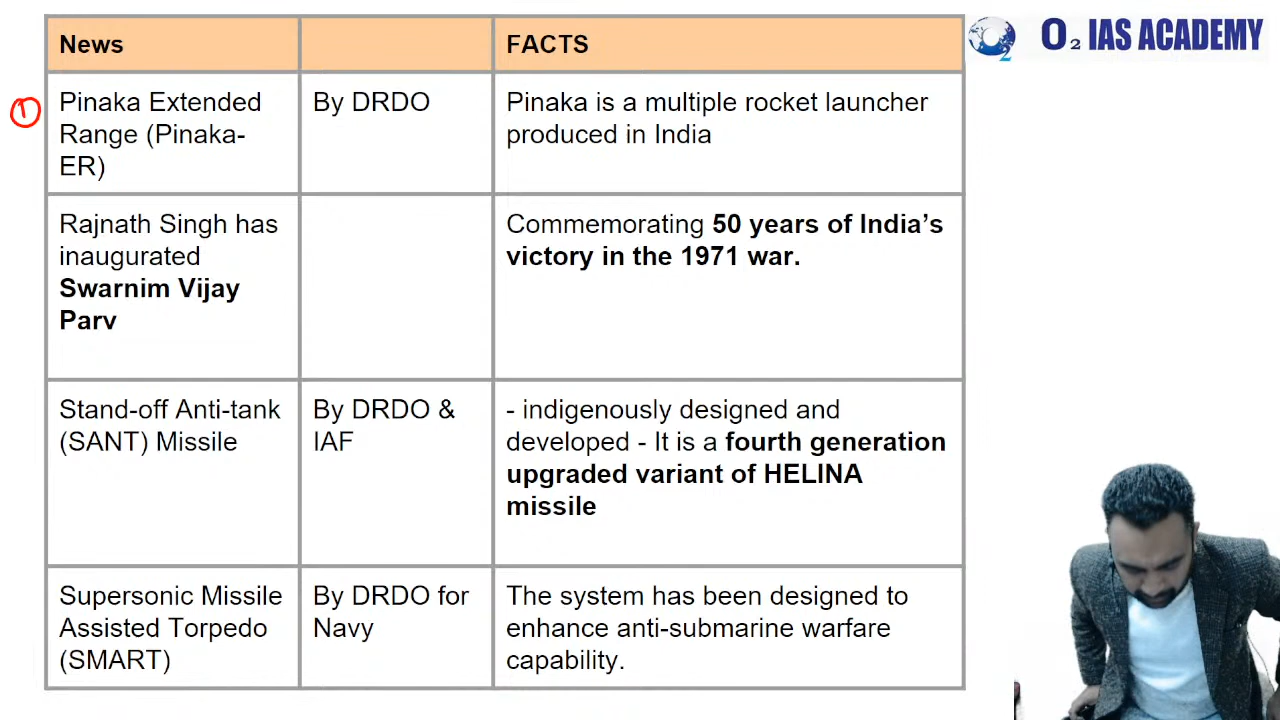 News
FACTS
O2 IAS ACADEMY
2
1
Pinaka Extended
Range (Pinaka-
ER)
By DRDO
Pinaka is a multiple rocket launcher
produced in India
Rajnath Singh has
inaugurated
Swarnim Vijay
Parv
Commemorating 50 years of India's
victory in the 1971 war.
Stand-off Anti-tank
(SANT) Missile
By DRDO &
IAF
- indigenously designed and
developed - It is a fourth generation
upgraded variant of HELINA
missile
Supersonic Missile
Assisted Torpedo
(SMART)
By DRDO for
Navy
The system has been designed to
enhance anti-submarine warfare
capability.